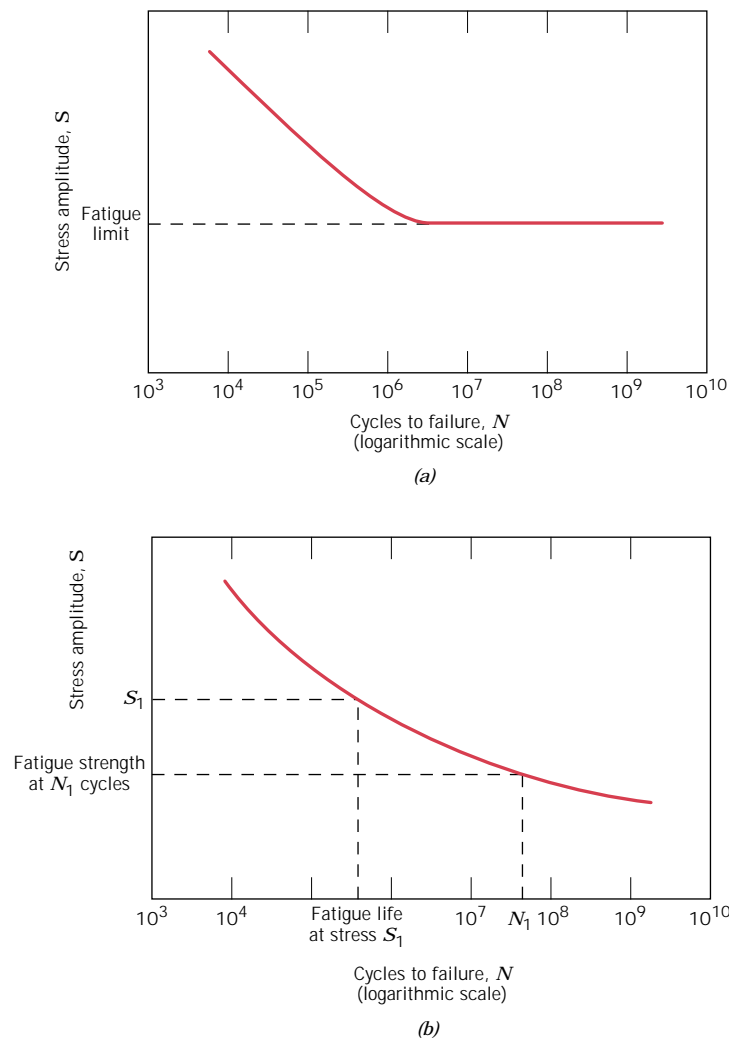 Stress amplitude, S
Fatigue
limit
10³ 10⁴ 10⁵ 10⁶ 10⁷ 10⁸ 10⁹ 10¹⁰
Cycles to failure, N
(logarithmic scale)
(a)
Stress amplitude, S
S₁
Fatigue strength
at N₁ cycles
10³ 10⁴ Fatigue life 10⁷ N₁ 10⁸ 10⁹ 10¹⁰
at stress S₁
Cycles to failure, N
(logarithmic scale)
(b)